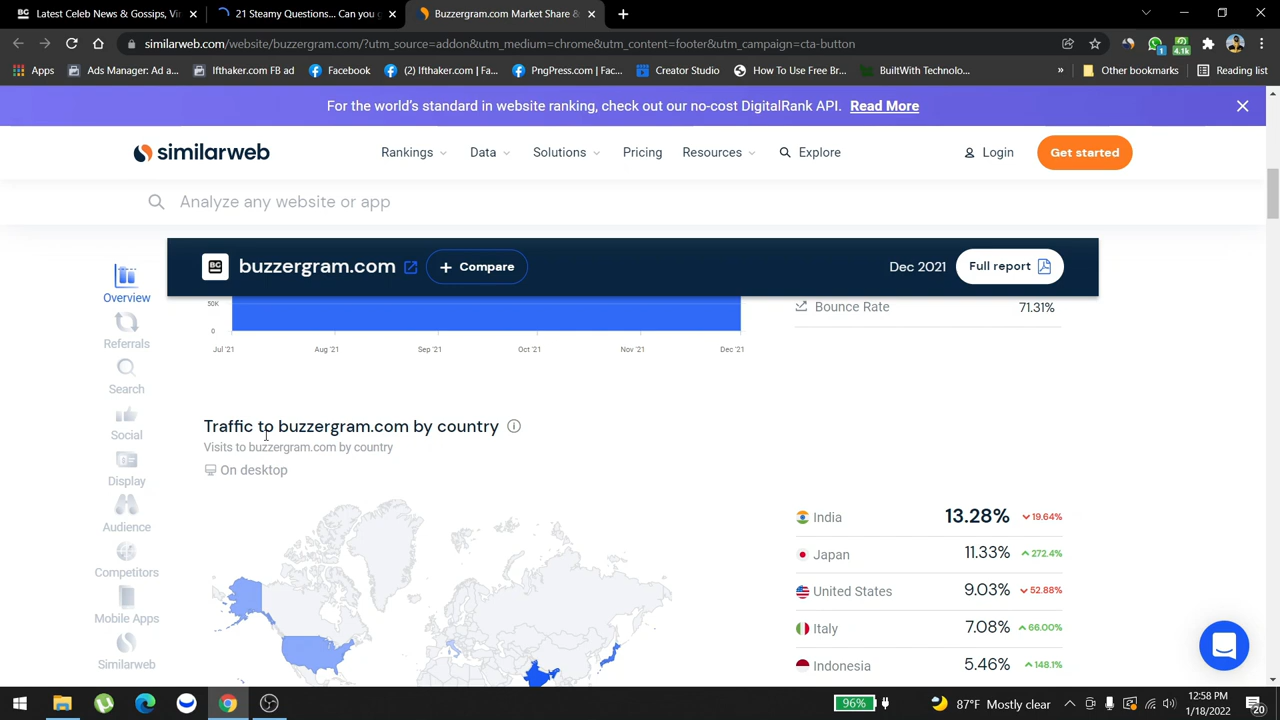 Latest Celeb News & Gossips, Vir
21 Steamy Questions... Can you g
Buzzergram.com Market Share &
similarweb.com/website/buzzergram.com/?utm_source=addon&utm_medium=chrome&utm_content=footer&utm_campaign=cta-button
1
4.1k
Apps
Ads Manager: Ad a...
Ifthaker.com FB ad
Facebook
(2) Ifthaker.com | Fa...
PngPress.com | Fac...
Creator Studio
How To Use Free Br...
BuiltWith Technolo...
»
Other bookmarks
Reading list
For the world's standard in website ranking, check out our no-cost DigitalRank API. Read More
similarweb
Rankings
Data
Solutions
Pricing
Resources
Explore
Login
Get started
Analyze any website or app
BC
buzzergram.com
+ Compare
Dec 2021
Full report
Overview
Referrals
Search
Social
Display
Audience
Competitors
Mobile Apps
Similarweb
50K
0
Jul '21
Aug '21
Sep '21
Oct '21
Nov '21
Dec '21
Bounce Rate 71.31%
Traffic to buzzergram.com by country
Visits to buzzergram.com by country
On desktop
India 13.28% 19.64%
Japan 11.33% 272.4%
United States 9.03% 52.88%
Italy 7.08% 66.00%
Indonesia 5.46% 148.1%
96%
87°F Mostly clear
12:58 PM
1/18/2022
20